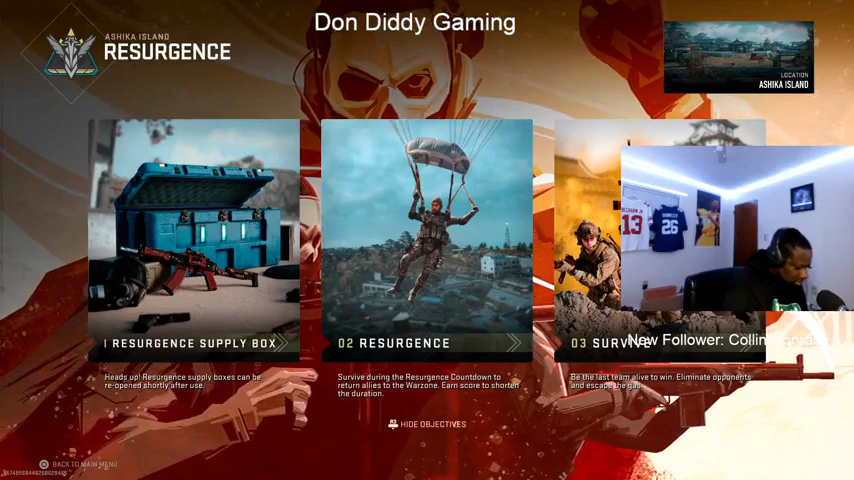 Don Diddy Gaming
ASHIKA ISLAND
RESURGENCE
LOCATION
ASHIKA ISLAND
13
26
RESURGENCE SUPPLY BOX
02 RESURGENCE
03
New Follower:
Heads up! Resurgence supply boxes can be
re-opened shortly after use.
Survive during the Resurgence Countdown to
return allies to the Warzone. Earn score to shorten
the duration.
Be the last team alive to win. Eliminate opponents
and escape the gas.
R3 HIDE OBJECTIVES
BACK TO MAIN MENU